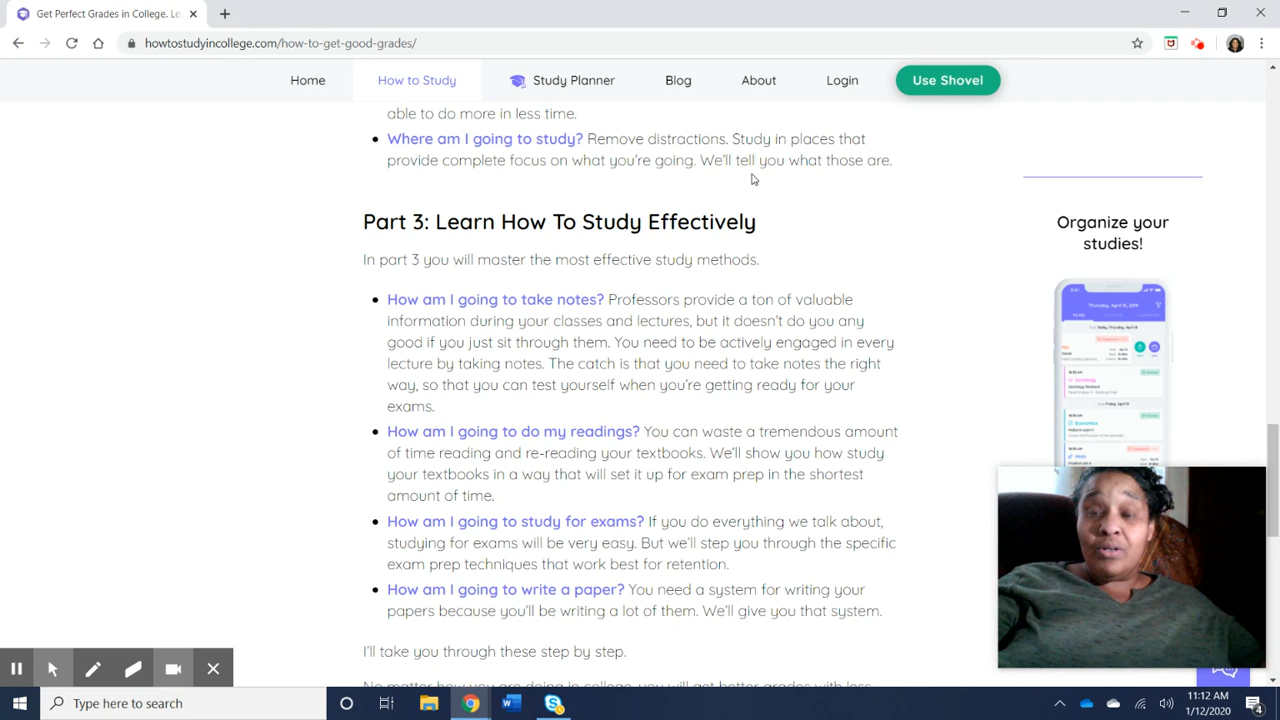 Get Perfect Grades in College. Le
howtostudyincollege.com/how-to-get-good-grades/
Home
How to Study
Study Planner
Blog
About
Login
Use Shovel
able to do more in less time.
Where am I going to study? Remove distractions. Study in places that
provide complete focus on what you're going. We'll tell you what those are.
Part 3: Learn How To Study Effectively
In part 3 you will master the most effective study methods.
How am I going to take notes? Professors provide a ton of valuable
information during your classes and lectures, but it doesn't do you any
good if you just sit through them. You need to be actively engaged in every
lecture by taking notes. The catch is that you need to take notes the right
way, so that you can test yourself when you're getting ready for your
exams.
How am I going to do my readings? You can waste a tremendous amount
of time reading and rereading your textbooks. We'll show you how study
your textbooks in a way that will set it up for exam prep in the shortest
amount of time.
How am I going to study for exams? If you do everything we talk about,
studying for exams will be very easy. But we'll step you through the specific
exam prep techniques that work best for retention.
How am I going to write a paper? You need a system for writing your
papers because you'll be writing a lot of them. We'll give you that system.
I'll take you through these step by step.
Organize your
studies!
Thursday, April 18, 2019
Sociology
Economics
Math
Type here to search
11:12 AM
1/12/2020
4